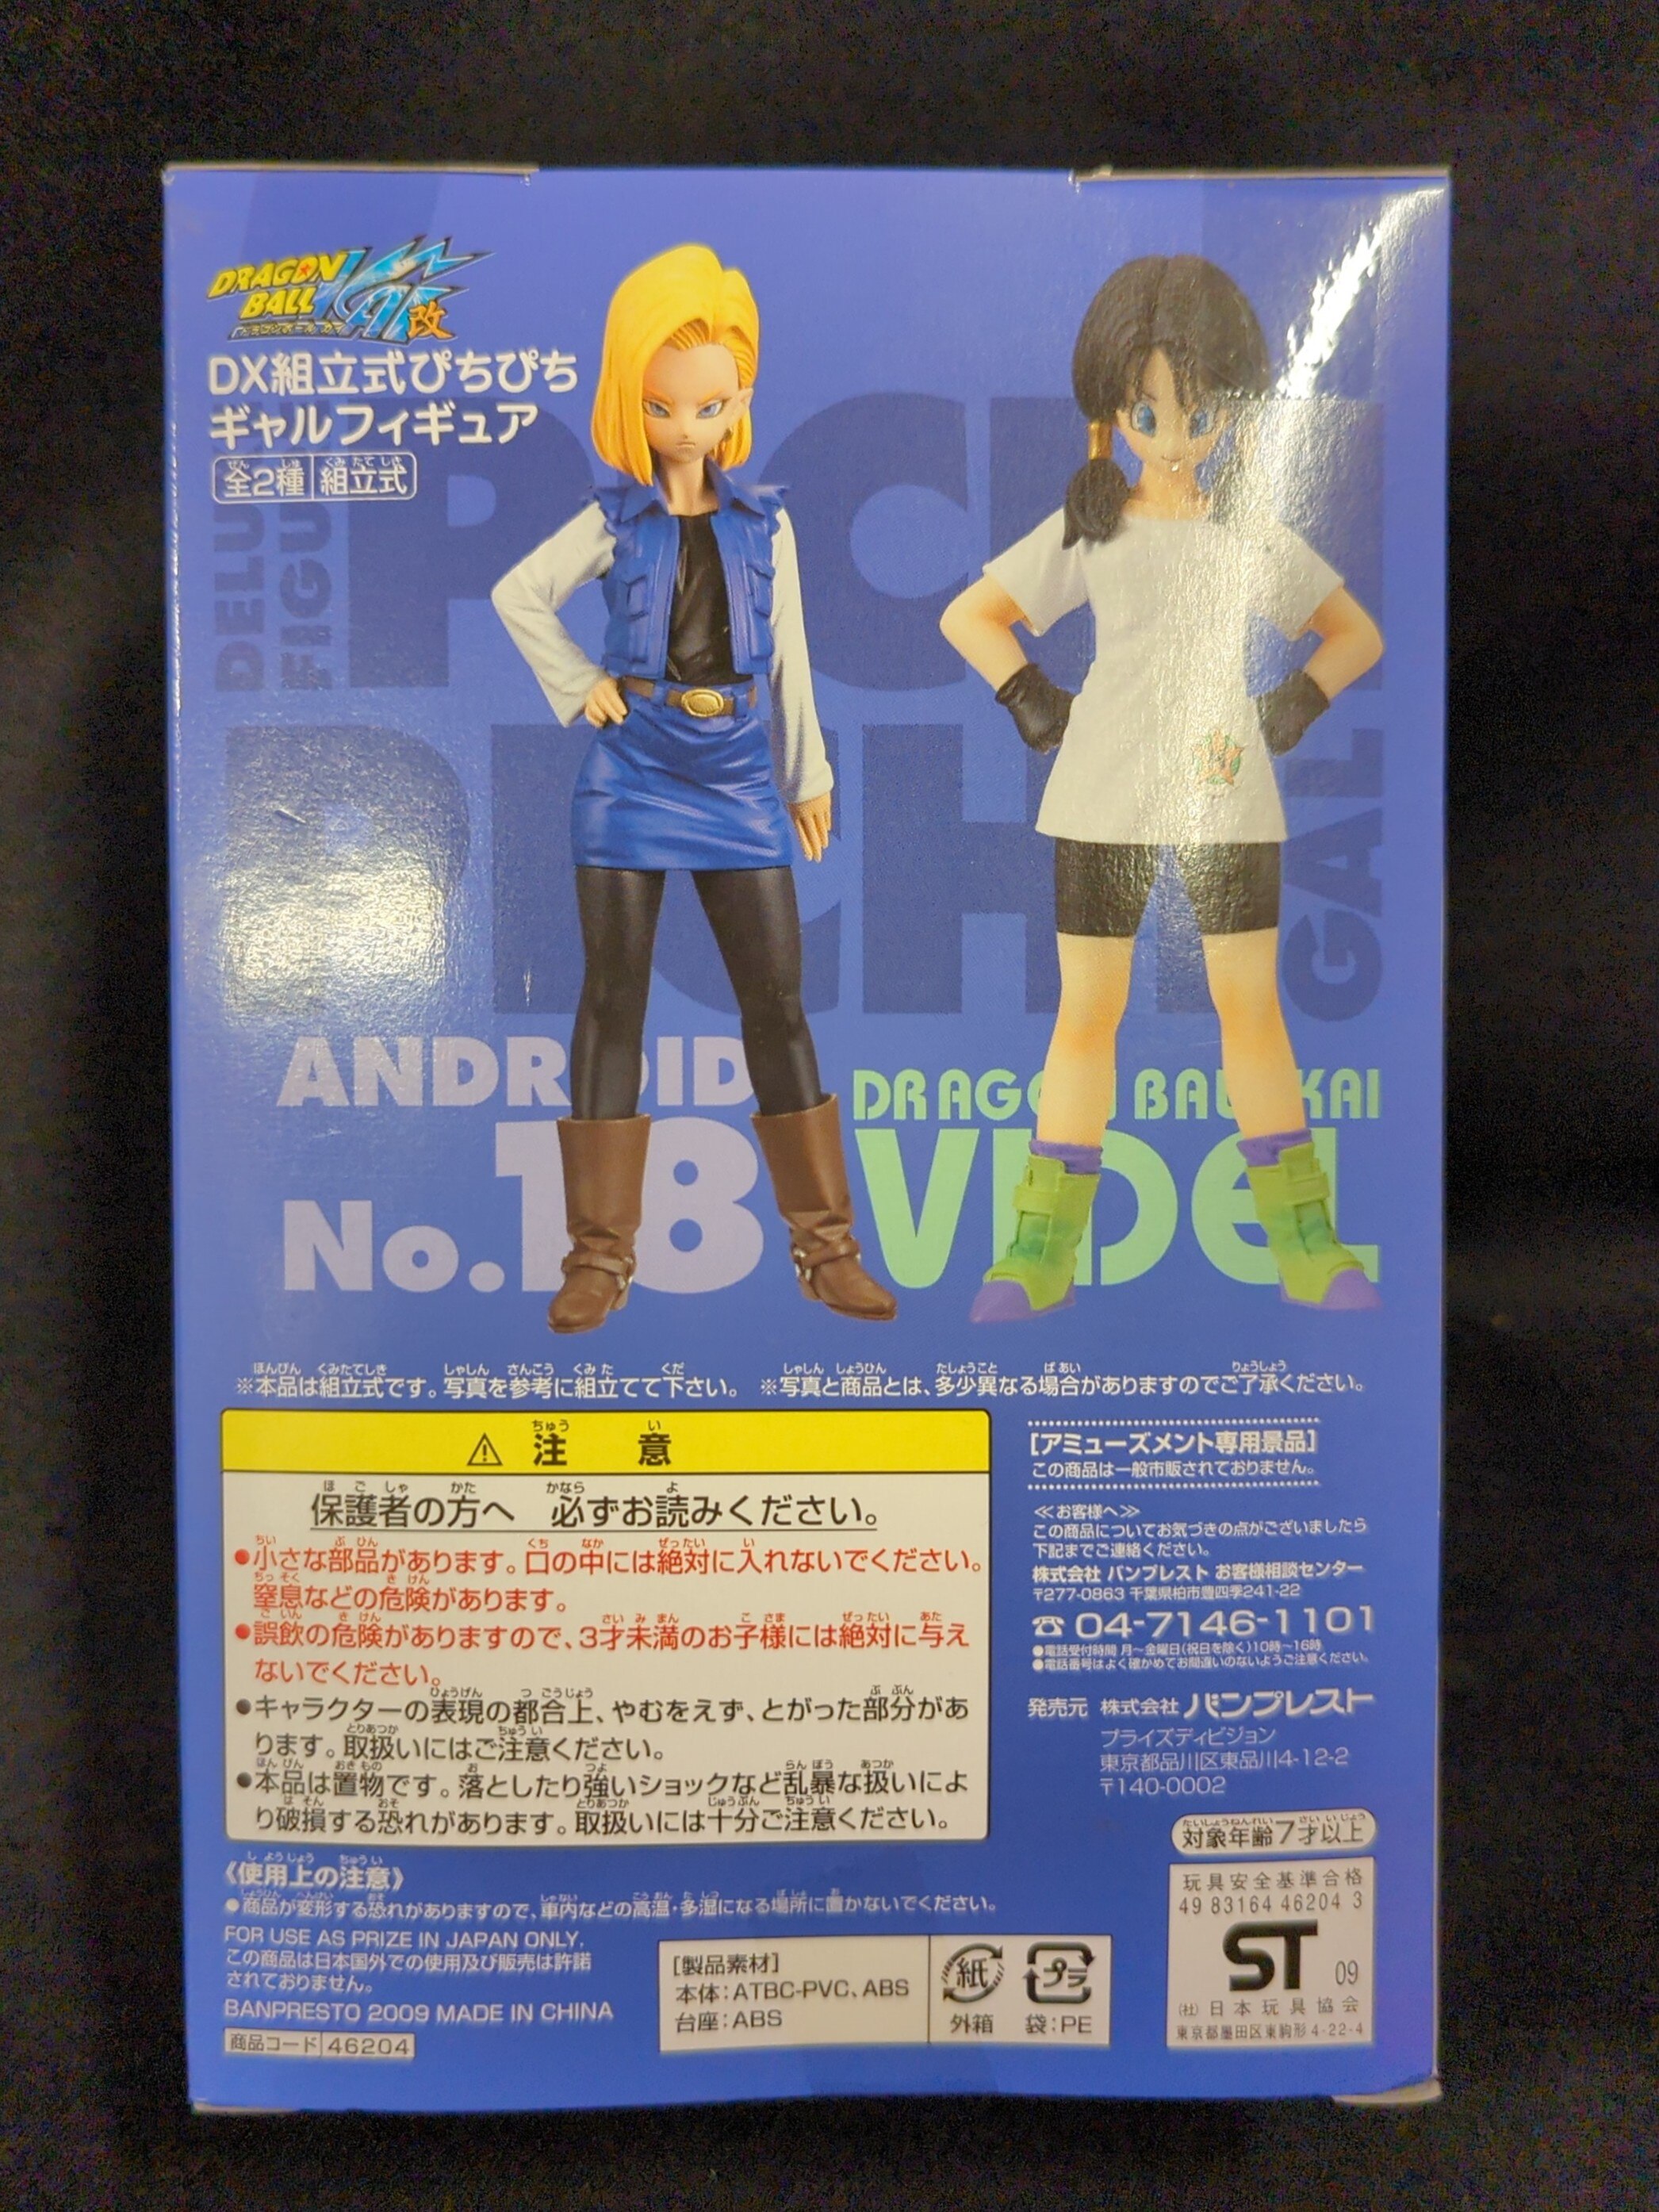 DRAGON
BALL KAI 改
ドラゴンボール カイ
DX組立式ぴちぴち
ギャルフィギュア
全2種 組立式
DELU
FIGU
PICHI
PICHI
GAL
ANDROID
No.18
DRAGON BALL KAI
VIDEL
※本品は組立式です。写真を参考に組立てて下さい。 ※写真と商品とは、多少異なる場合がありますのでご了承ください。
⚠ 注意
保護者の方へ 必ずお読みください。
●小さな部品があります。口の中には絶対に入れないでください。
窒息などの危険があります。
●誤飲の危険がありますので、3才未満のお子様には絶対に与え
ないでください。
●キャラクターの表現の都合上、やむをえず、とがった部分があ
ります。取扱いにはご注意ください。
●本品は置物です。落としたり強いショックなど乱暴な扱いによ
り破損する恐れがあります。取扱いには十分ご注意ください。
《使用上の注意》
●商品が変形する恐れがありますので、車内などの高温・多湿になる場所に置かないでください。
FOR USE AS PRIZE IN JAPAN ONLY.
この商品は日本国外での使用及び販売は許諾
されておりません。
BANPRESTO 2009 MADE IN CHINA
商品コード 46204
[製品素材]
本体：ATBC-PVC、ABS
台座：ABS
紙
外箱
プラ
袋：PE
[アミューズメント専用景品]
この商品は一般市販されておりません。
≪お客様へ≫
この商品についてお気づきの点がございましたら
下記までご連絡ください。
株式会社 バンプレスト お客様相談センター
〒277-0863 千葉県柏市豊四季241-22
☎04-7146-1101
●電話受付時間 月～金曜日(祝日を除く)10時～16時
●電話番号はよく確かめてお間違いのないようご注意ください。
発売元 株式会社バンプレスト
プライズディビジョン
東京都品川区東品川4-12-2
〒140-0002
対象年齢7才以上
玩具安全基準合格
49 83164 46204 3
ST 09
(社)日本玩具協会
東京都墨田区東駒形4-22-4